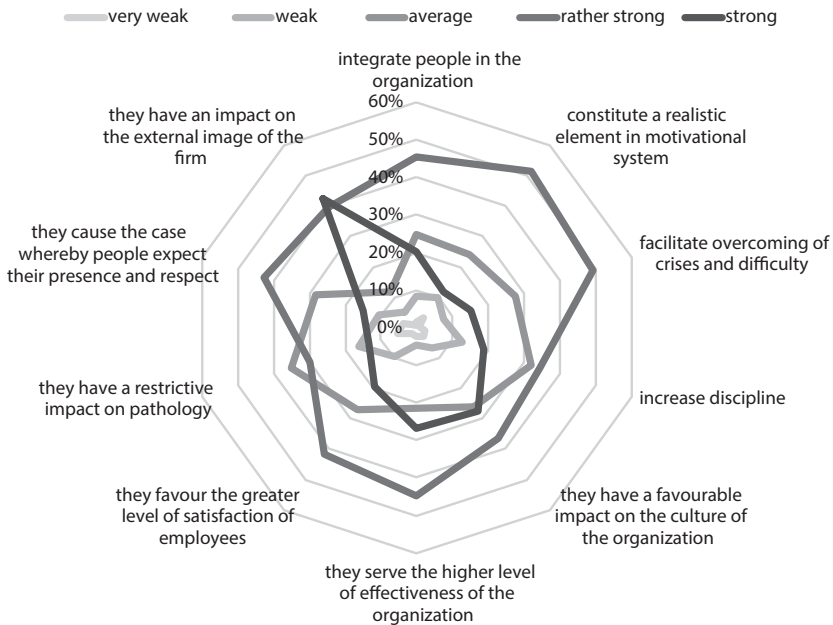 very weak weak average rather strong strong
integrate people in the
organization
constitute a realistic
element in motivational
system
facilitate overcoming of
crises and difficulty
increase discipline
they have a favourable
impact on the culture of
the organization
they serve the higher level
of effectiveness of the
organization
they favour the greater
level of satisfaction of
employees
they have a restrictive
impact on pathology
they cause the case
whereby people expect
their presence and respect
they have an impact on
the external image of the
firm
60%
50%
40%
30%
20%
10%
0%